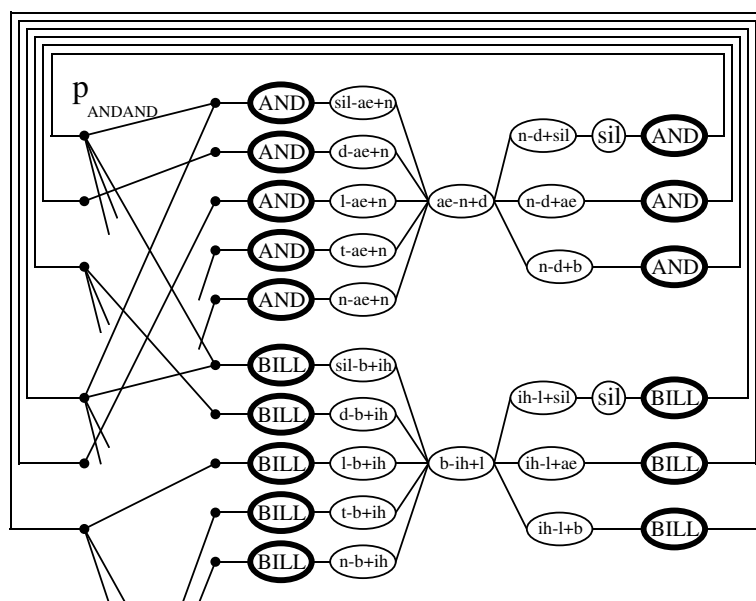 p ANDAND
AND sil-ae+n
n-d+sil sil AND
AND d-ae+n
AND l-ae+n ae-n+d n-d+ae AND
AND t-ae+n
n-d+b AND
AND n-ae+n
BILL sil-b+ih
ih-l+sil sil BILL
BILL d-b+ih
BILL l-b+ih b-ih+l ih-l+ae BILL
BILL t-b+ih
ih-l+b BILL
BILL n-b+ih